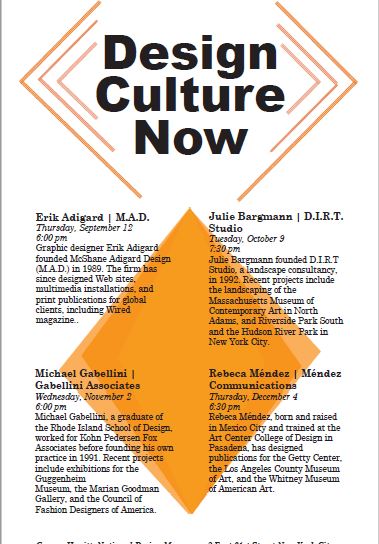 Design
Culture
Now
Erik Adigard | M.A.D.
Thursday, September 12
6:00 pm
Graphic designer Erik Adigard
founded McShane Adigard Design
(M.A.D.) in 1989. The firm has
since designed Web sites,
multimedia installations, and
print publications for global
clients, including Wired
magazine..
Julie Bargmann | D.I.R.T.
Studio
Tuesday, October 9
7:30 pm
Julie Bargmann founded D.I.R.T
Studio, a landscape consultancy,
in 1992. Recent projects include
the landscaping of the
Massachusetts Museum of
Contemporary Art in North
Adams, and Riverside Park South
and the Hudson River Park in
New York City.
Michael Gabellini |
Gabellini Associates
Wednesday, November 2
6:00 pm
Michael Gabellini, a graduate of
the Rhode Island School of Design,
worked for Kohn Pedersen Fox
Associates before founding his own
practice in 1991. Recent projects
include exhibitions for the
Guggenheim
Museum, the Marian Goodman
Gallery, and the Council of
Fashion Designers of America.
Rebeca Méndez | Méndez
Communications
Thursday, December 4
6:30 pm
Rebeca Méndez, born and raised
in Mexico City and trained at the
Art Center College of Design in
Pasadena, has designed
publications for the Getty Center,
the Los Angeles County Museum
of Art, and the Whitney Museum
of American Art.